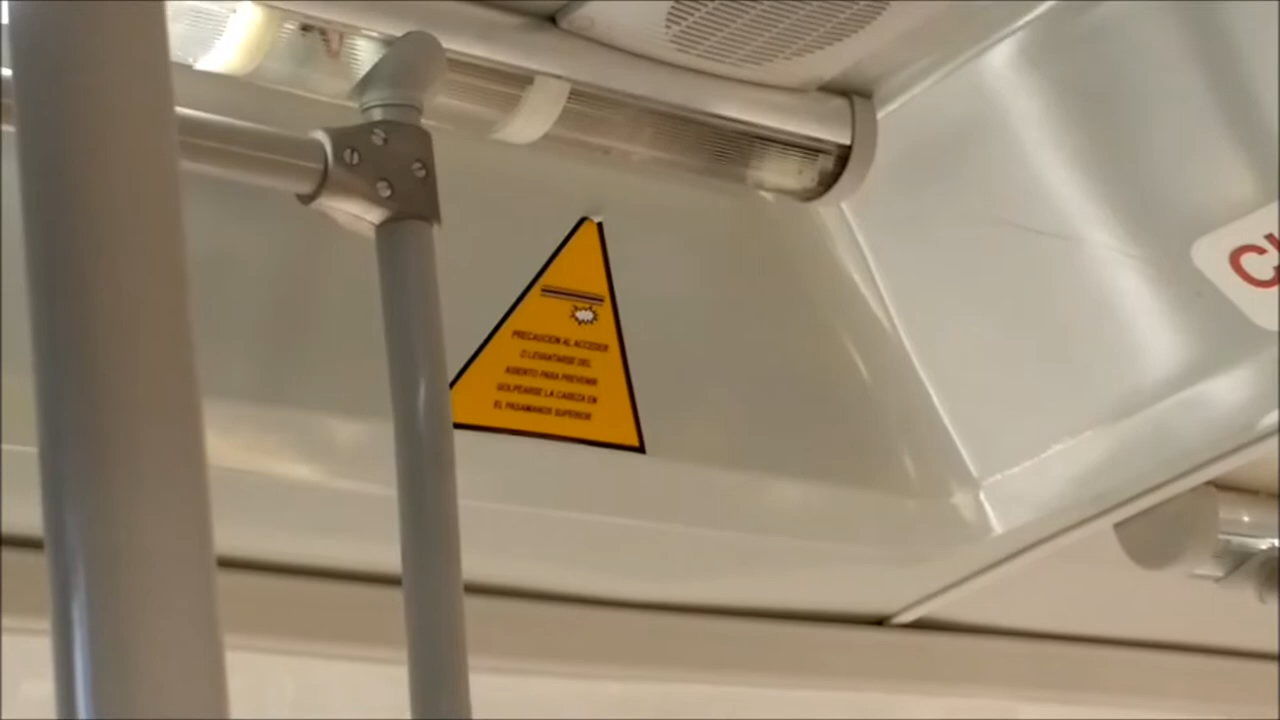 PRECAUCION AL ACCEDER
O LEVANTARSE DEL
ASIENTO PARA PREVENIR
GOLPEARSE LA CABEZA EN
EL PASAMANOS SUPERIOR